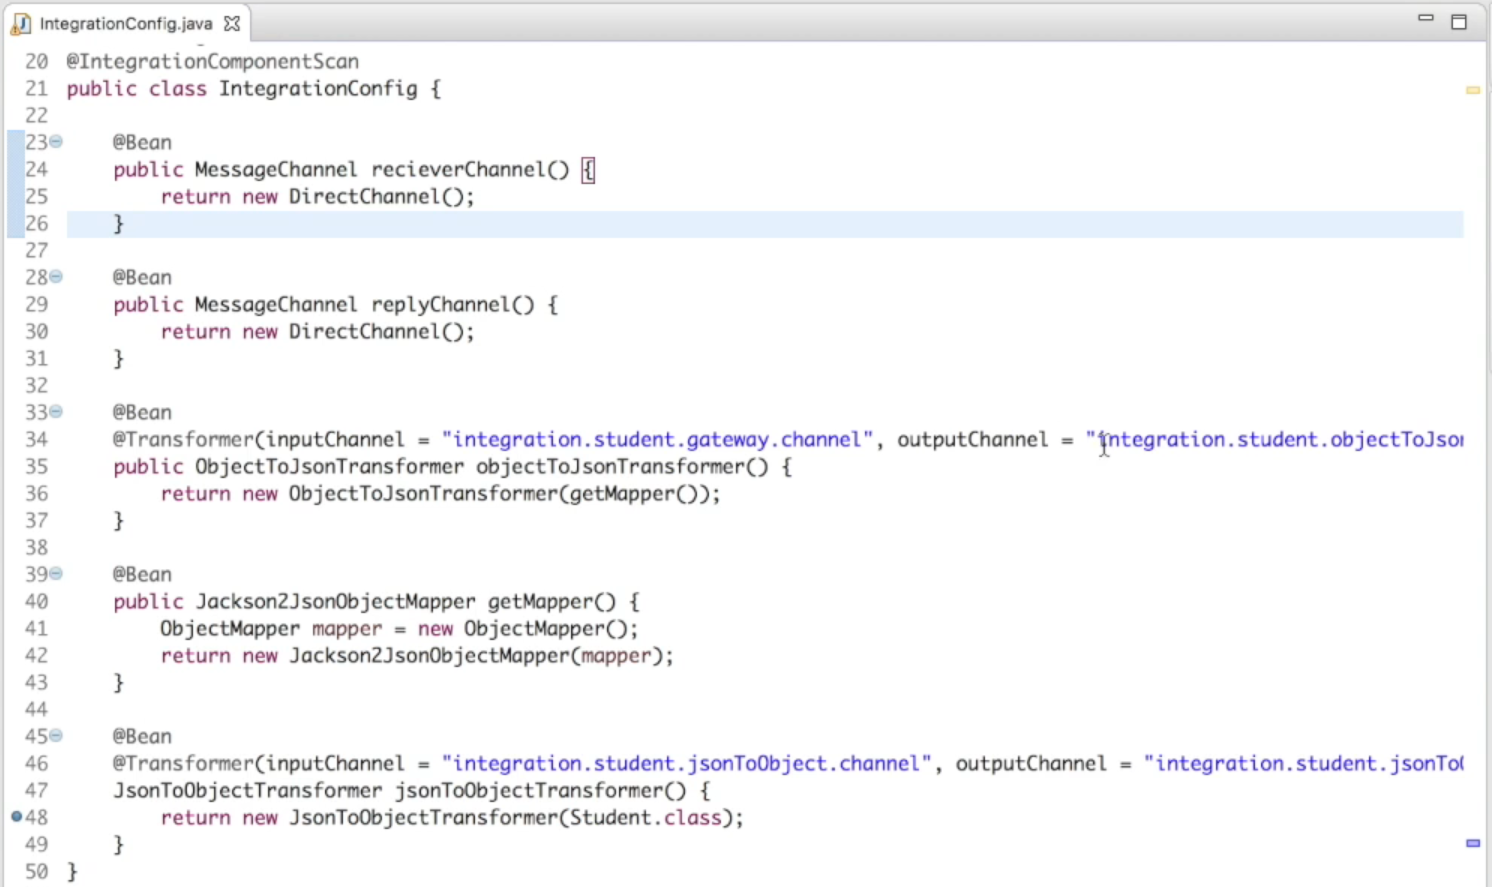 IntegrationConfig.java
20 @IntegrationComponentScan
21 public class IntegrationConfig {
22
23 @Bean
24 public MessageChannel recieverChannel() {
25 return new DirectChannel();
26 }
27
28 @Bean
29 public MessageChannel replyChannel() {
30 return new DirectChannel();
31 }
32
33 @Bean
34 @Transformer(inputChannel = "integration.student.gateway.channel", outputChannel = "integration.student.objectToJson
35 public ObjectToJsonTransformer objectToJsonTransformer() {
36 return new ObjectToJsonTransformer(getMapper());
37 }
38
39 @Bean
40 public Jackson2JsonObjectMapper getMapper() {
41 ObjectMapper mapper = new ObjectMapper();
42 return new Jackson2JsonObjectMapper(mapper);
43 }
44
45 @Bean
46 @Transformer(inputChannel = "integration.student.jsonToObject.channel", outputChannel = "integration.student.jsonTo
47 JsonToObjectTransformer jsonToObjectTransformer() {
48 return new JsonToObjectTransformer(Student.class);
49 }
50 }